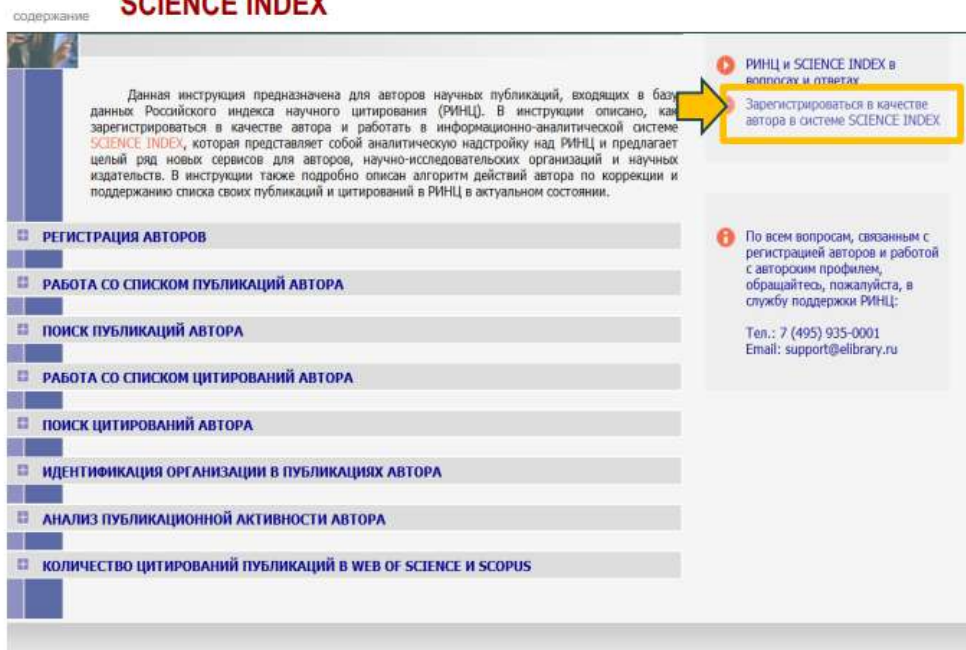 содержание
SCIENCE INDEX
Данная инструкция предназначена для авторов научных публикаций, входящих в базу
данных Российского индекса научного цитирования (РИНЦ). В инструкции описано, как
зарегистрироваться в качестве автора и работать в информационно-аналитической системе
SCIENCE INDEX, которая представляет собой аналитическую надстройку над РИНЦ и предлагает
целый ряд новых сервисов для авторов, научно-исследовательских организаций и научных
издательств. В инструкции также подробно описан алгоритм действий автора по коррекции и
поддержанию списка своих публикаций и цитирований в РИНЦ в актуальном состоянии.
РЕГИСТРАЦИЯ АВТОРОВ
РАБОТА СО СПИСКОМ ПУБЛИКАЦИЙ АВТОРА
ПОИСК ПУБЛИКАЦИЙ АВТОРА
РАБОТА СО СПИСКОМ ЦИТИРОВАНИЙ АВТОРА
ПОИСК ЦИТИРОВАНИЙ АВТОРА
ИДЕНТИФИКАЦИЯ ОРГАНИЗАЦИИ В ПУБЛИКАЦИЯХ АВТОРА
АНАЛИЗ ПУБЛИКАЦИОННОЙ АКТИВНОСТИ АВТОРА
КОЛИЧЕСТВО ЦИТИРОВАНИЙ ПУБЛИКАЦИЙ В WEB OF SCIENCE И SCOPUS
РИНЦ и SCIENCE INDEX в
вопросах и ответах
Зарегистрироваться в качестве
автора в системе SCIENCE INDEX
По всем вопросам, связанным с
регистрацией авторов и работой
с авторским профилем,
обращайтесь, пожалуйста, в
службу поддержки РИНЦ:
Тел.: 7 (495) 935-0001
Email: support@elibrary.ru